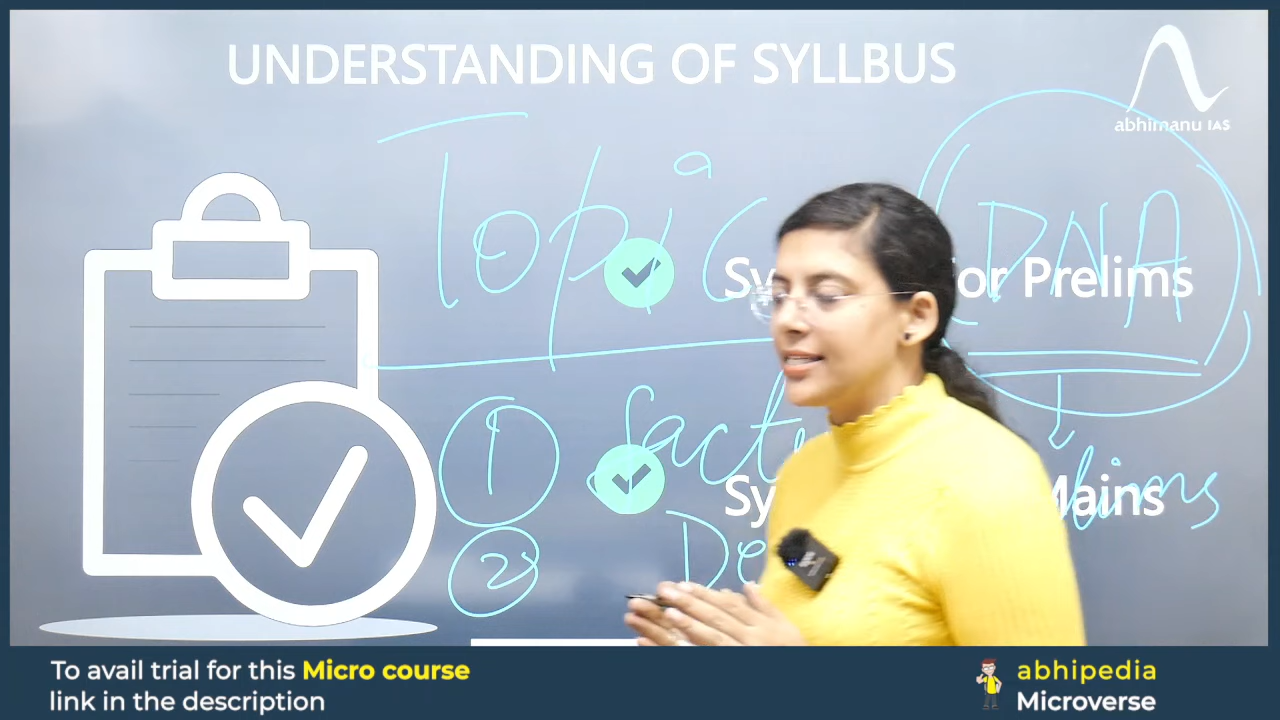 UNDERSTANDING OF SYLLBUS
abhimanu IAS
Topic
DNA
or Prelims
①
Sy Mains
②
To avail trial for this Micro course
link in the description
abhipedia
Microverse